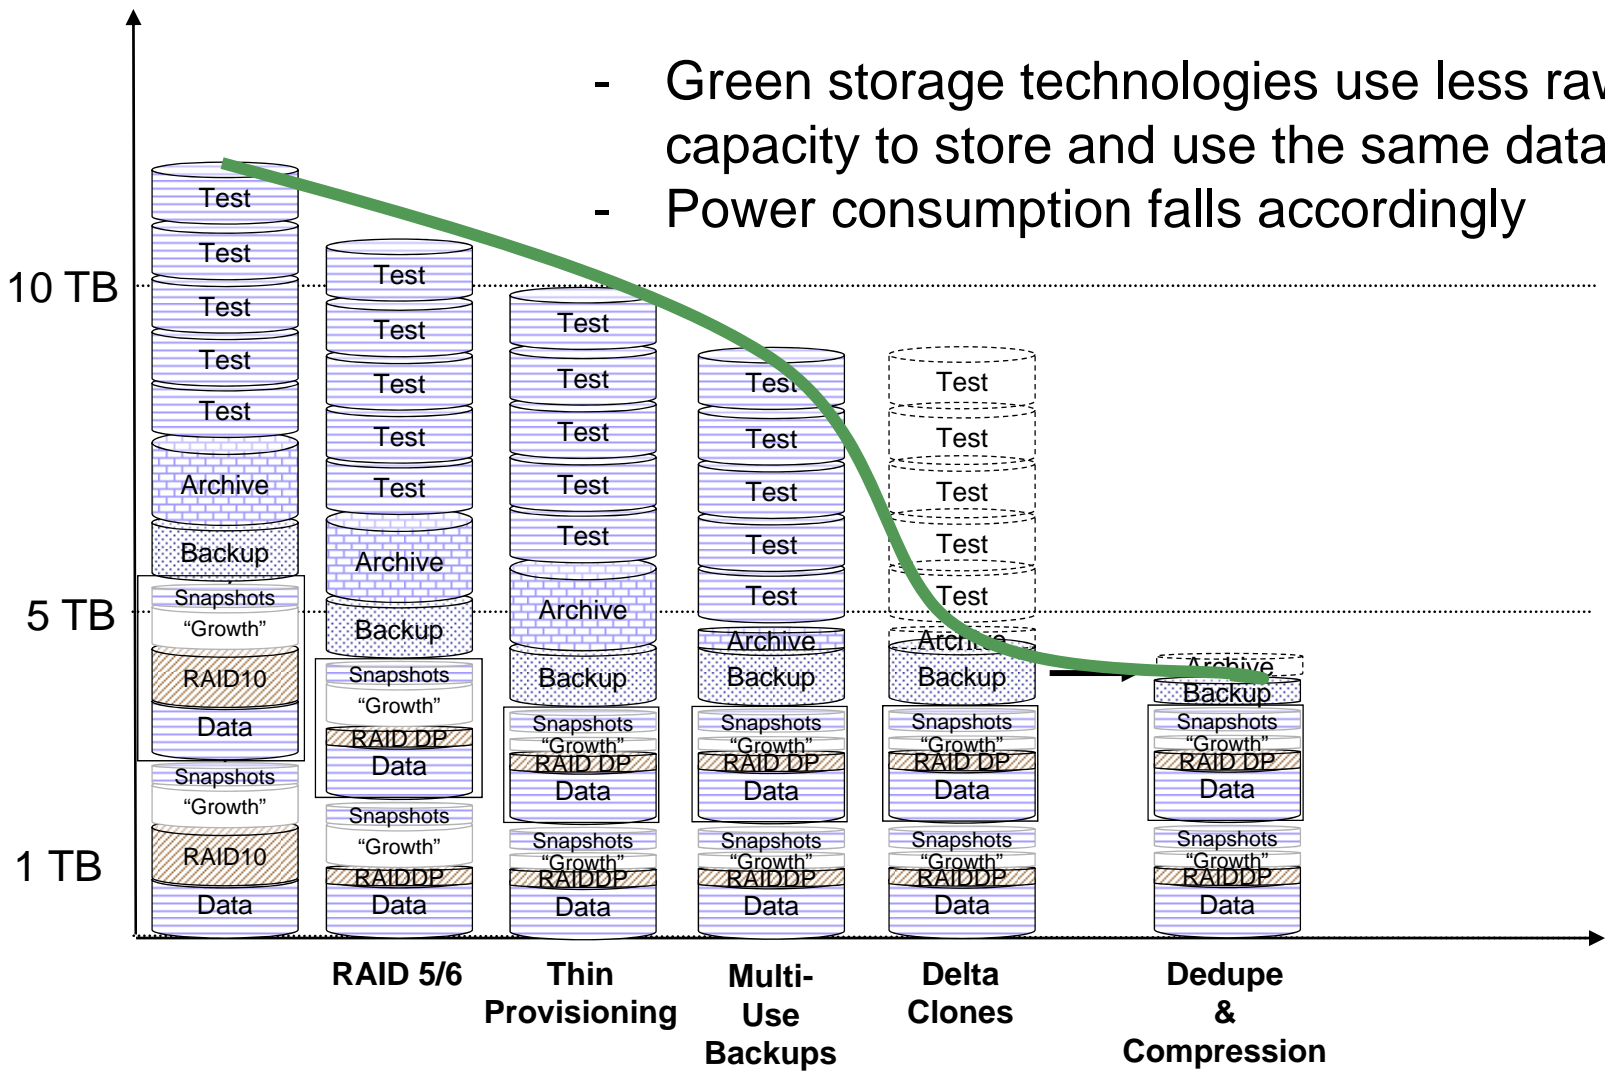 - Green storage technologies use less raw
capacity to store and use the same data
- Power consumption falls accordingly
10 TB
5 TB
1 TB
Test
Test
Test
Test
Test
Archive
Backup
Snapshots
“Growth”
RAID10
Data
Snapshots
“Growth”
RAID10
Data
Test
Test
Test
Test
Test
Archive
Backup
Snapshots
“Growth”
RAID DP
Data
Snapshots
“Growth”
RAIDDP
Data
Test
Test
Test
Test
Test
Archive
Backup
Snapshots
“Growth”
RAID DP
Data
Snapshots
“Growth”
RAIDDP
Data
Test
Test
Test
Test
Test
Archive
Backup
Snapshots
“Growth”
RAID DP
Data
Snapshots
“Growth”
RAIDDP
Data
Test
Test
Test
Test
Test
Archive
Backup
Snapshots
“Growth”
RAID DP
Data
Snapshots
“Growth”
RAIDDP
Data
Archive
Backup
Snapshots
“Growth”
RAID DP
Data
Snapshots
“Growth”
RAIDDP
Data
RAID 5/6
Thin
Provisioning
Multi-
Use
Backups
Delta
Clones
Dedupe
&
Compression